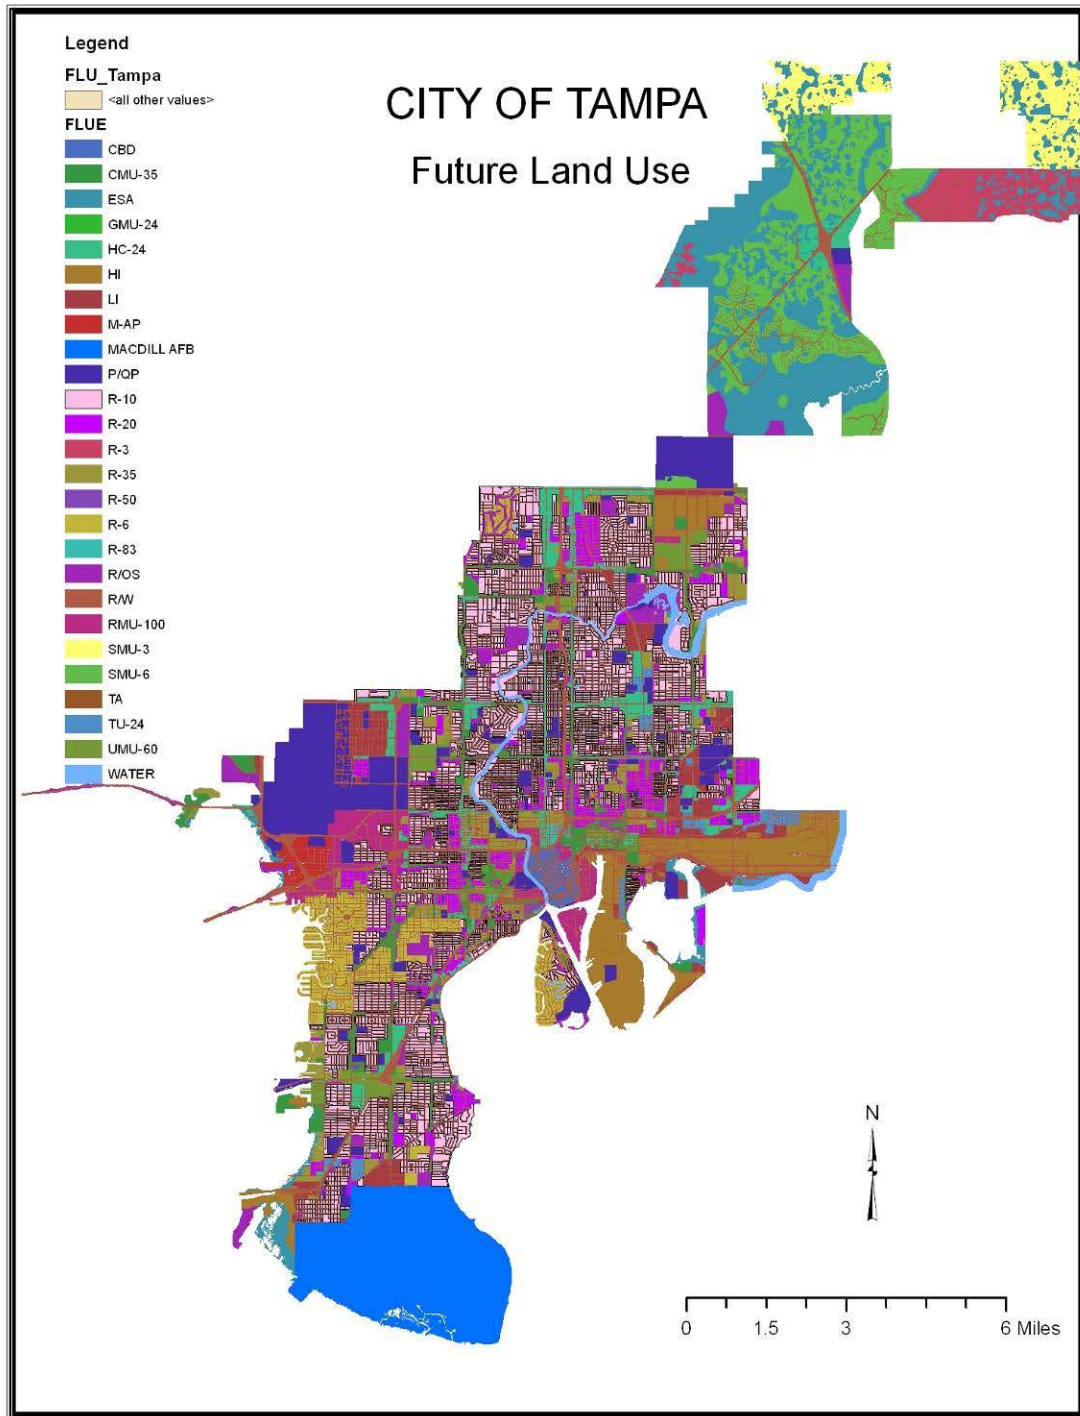 Legend
FLU_Tampa
<all other values>
FLUE
CBD
CMU-35
ESA
GMU-24
HC-24
HI
LI
M-AP
MACDILL AFB
P/QP
R-10
R-20
R-3
R-35
R-50
R-6
R-83
R/OS
R/W
RMU-100
SMU-3
SMU-6
TA
TU-24
UMU-60
WATER
CITY OF TAMPA
Future Land Use
N
0 1.5 3 6 Miles